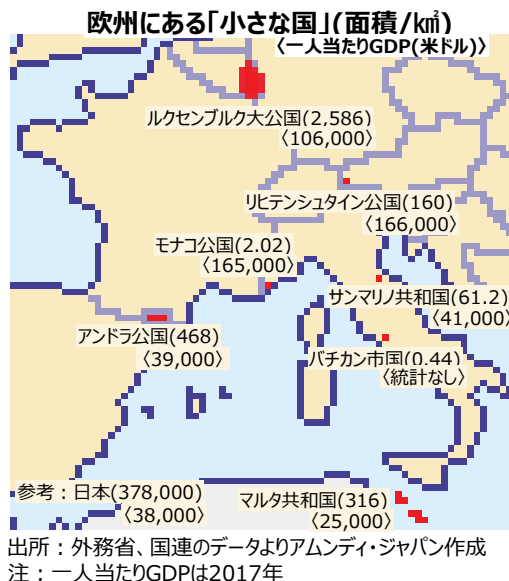 欧州にある「小さな国」(面積/㎢)
〈一人当たりGDP(米ドル)〉
ルクセンブルク大公国(2,586)
〈106,000〉
リヒテンシュタイン公国(160)
〈166,000〉
モナコ公国(2.02)
〈165,000〉
サンマリノ共和国(61.2)
〈41,000〉
アンドラ公国(468)
〈39,000〉
バチカン市国(0.44)
〈統計なし〉
参考：日本(378,000)
〈38,000〉
マルタ共和国(316)
〈25,000〉
出所：外務省、国連のデータよりアムンディ・ジャパン作成
注：一人当たりGDPは2017年